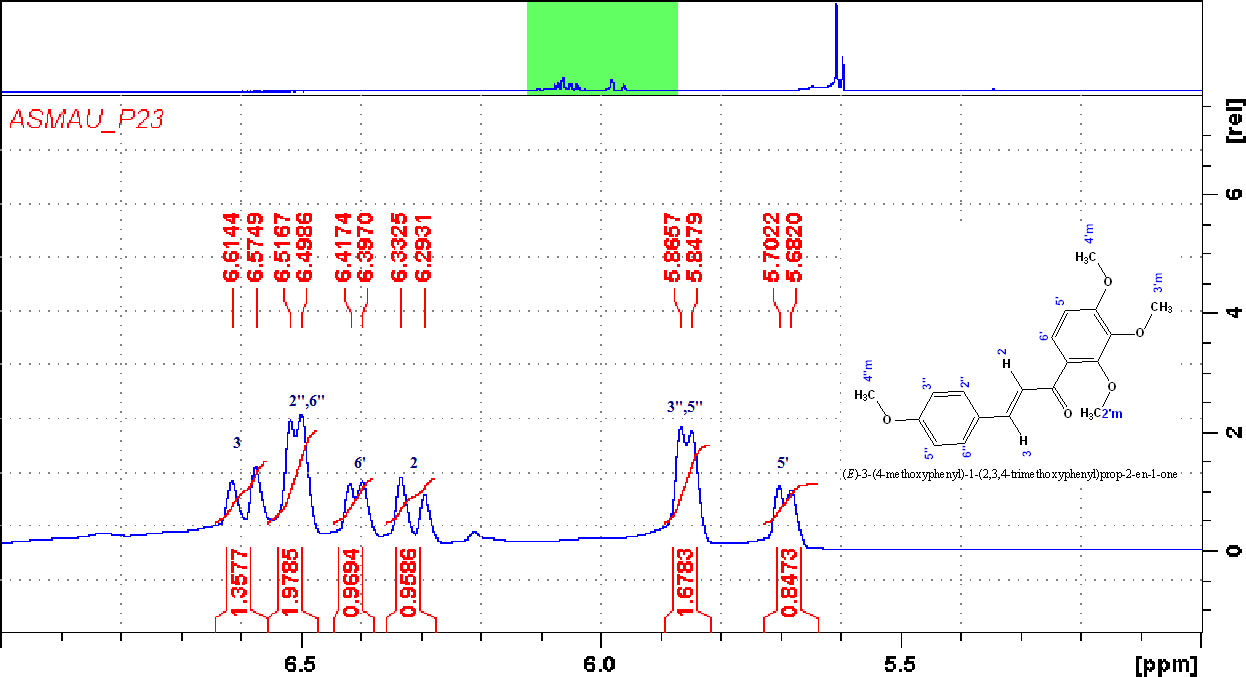 ASMAU_P23
[rel]
6
4
2
0
6.6144
6.5749
6.5167
6.4986
6.4174
6.3970
6.3325
6.2931
5.8657
5.8479
5.7022
5.6820
3
2'',6''
6'
2
3'',5''
5'
4'm
H₃C
O
5'
3'm
CH₃
O
6'
2
H
4''m
H₃C
O
3''
2''
O
O
H₃C
2'm
5''
6''
H
3
(E)-3-(4-methoxyphenyl)-1-(2,3,4-trimethoxyphenyl)prop-2-en-1-one
1.3577
1.9785
0.9694
0.9586
1.6783
0.8473
6.5
6.0
5.5
[ppm]